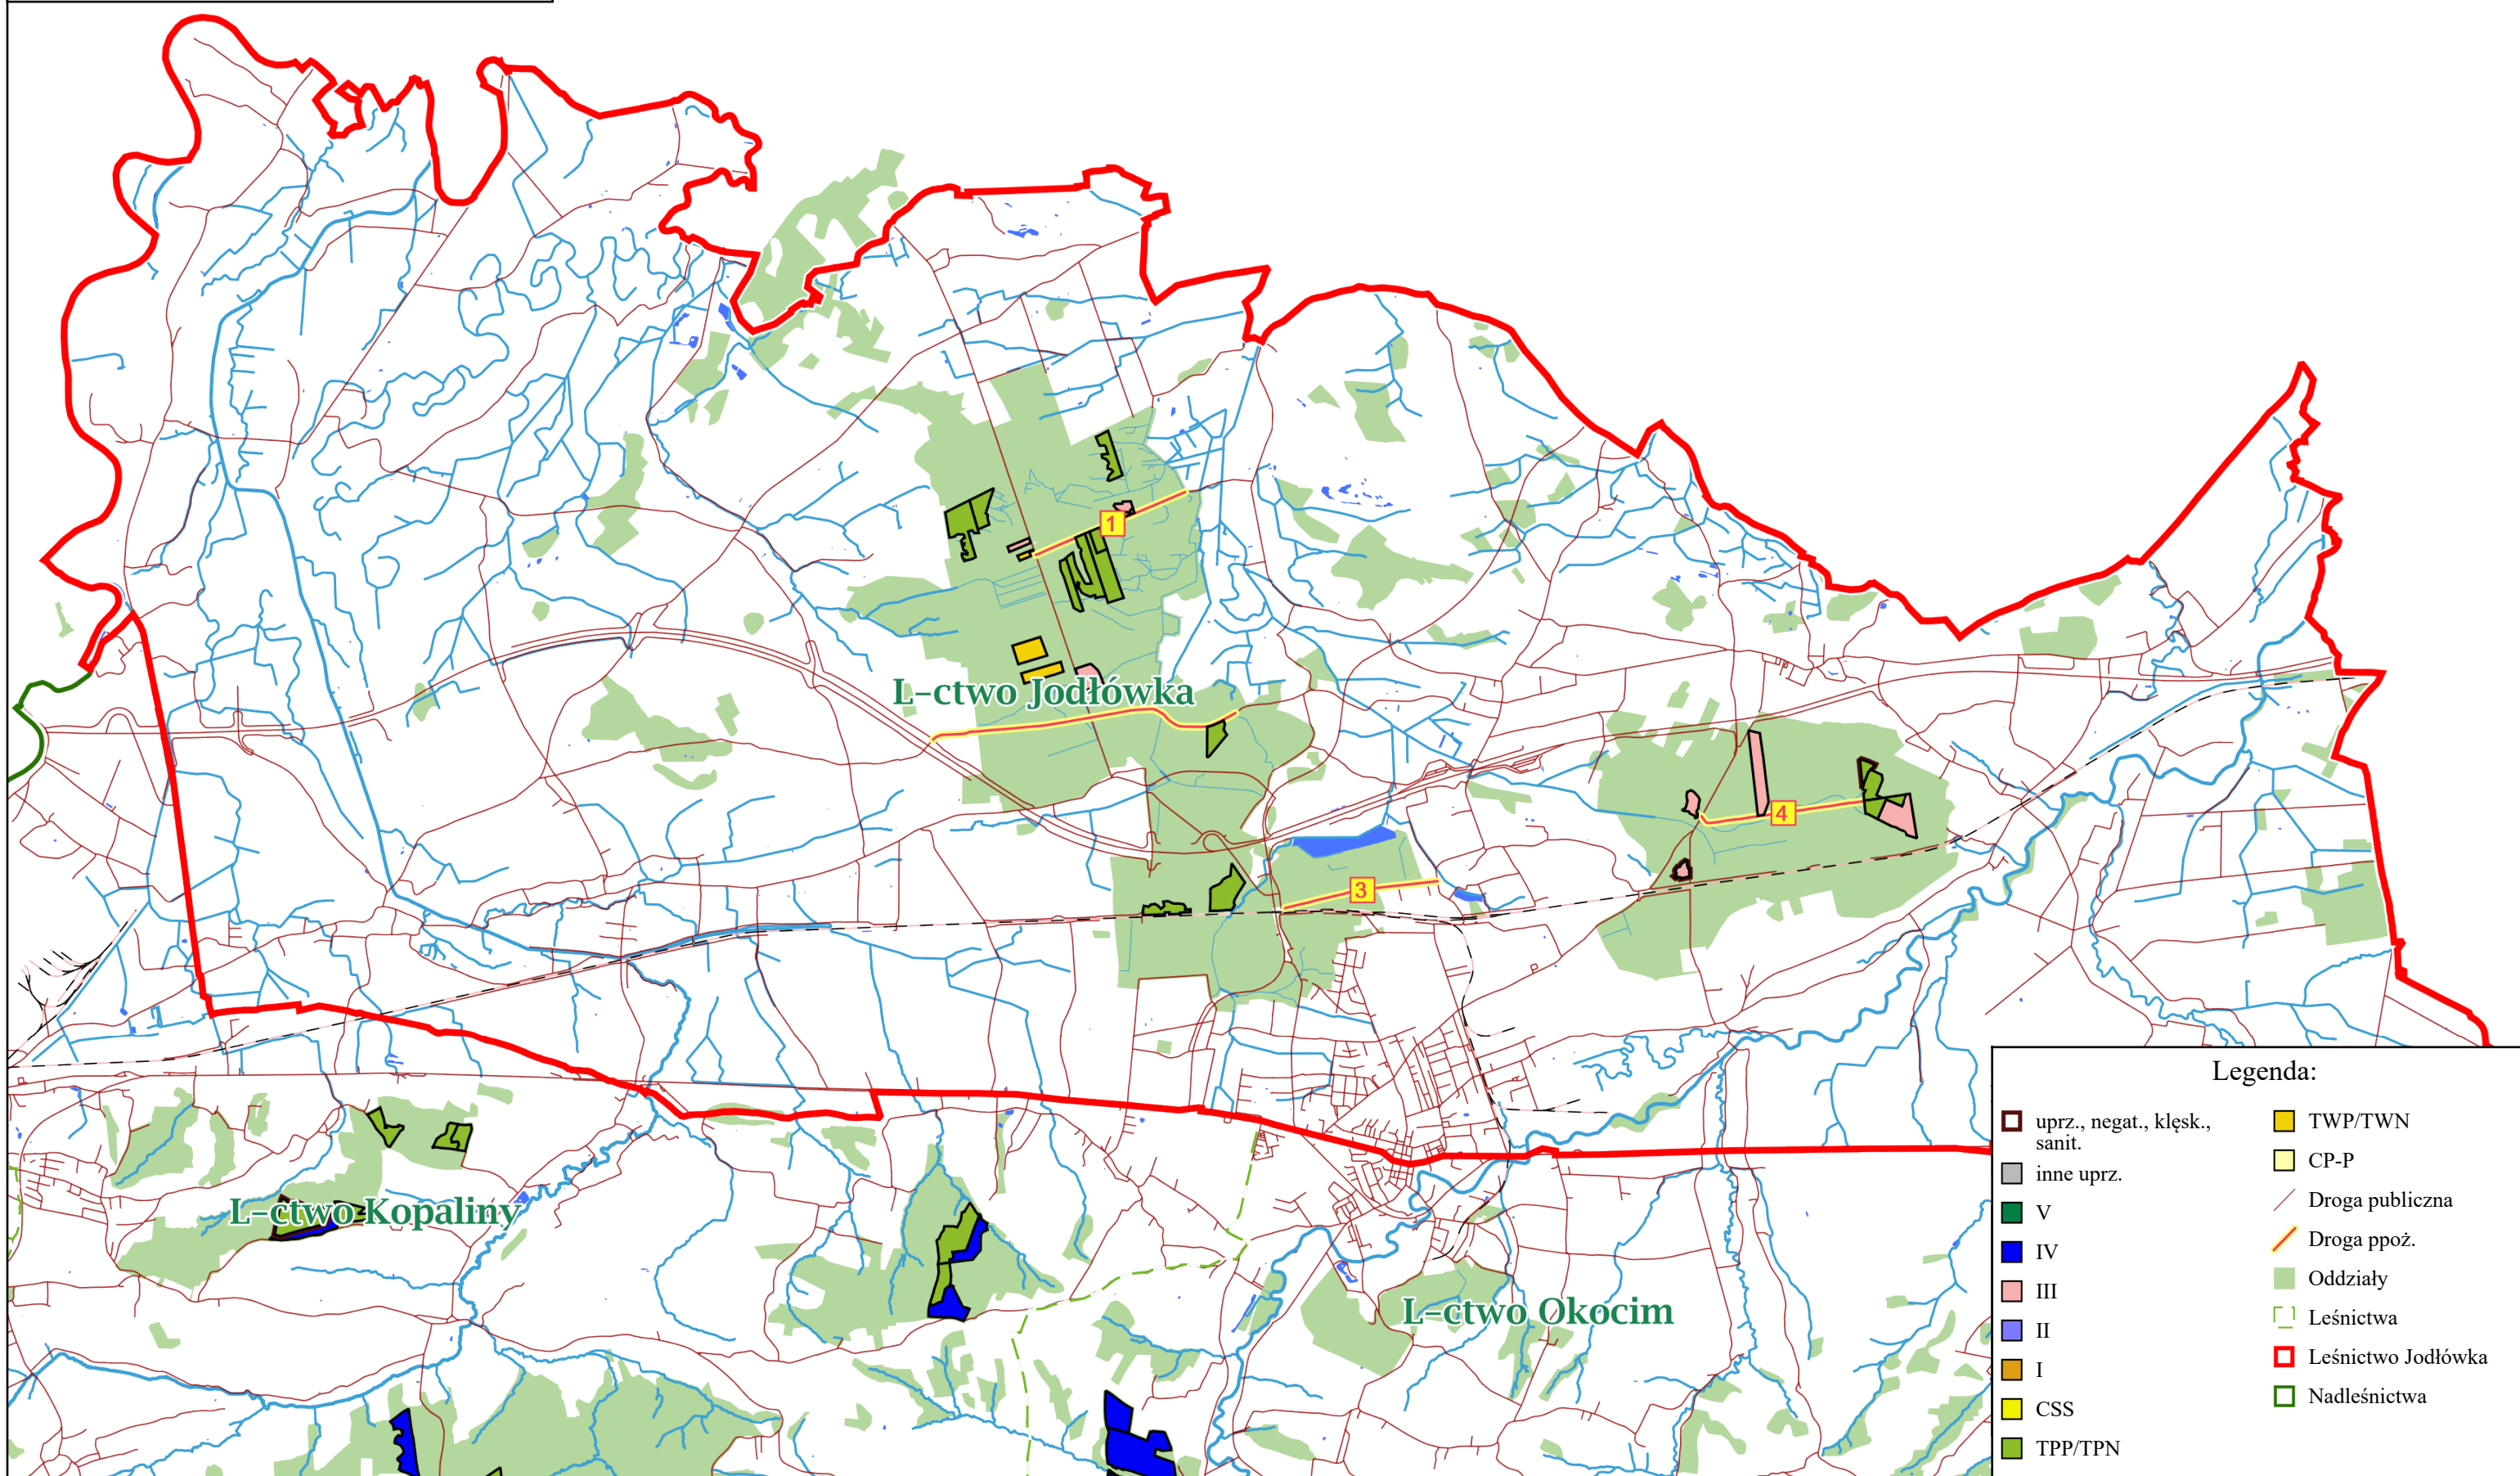 1
L-ctwo Jodłówka
4
3
L-ctwo Kopaliny
L-ctwo Okocim
Legenda:
uprz., negat., klęsk.,
sanit.
inne uprz.
V
IV
III
II
I
CSS
TPP/TPN
TWP/TWN
CP-P
Droga publiczna
Droga ppoż.
Oddziały
Leśnictwa
Leśnictwo Jodłówka
Nadleśnictwa